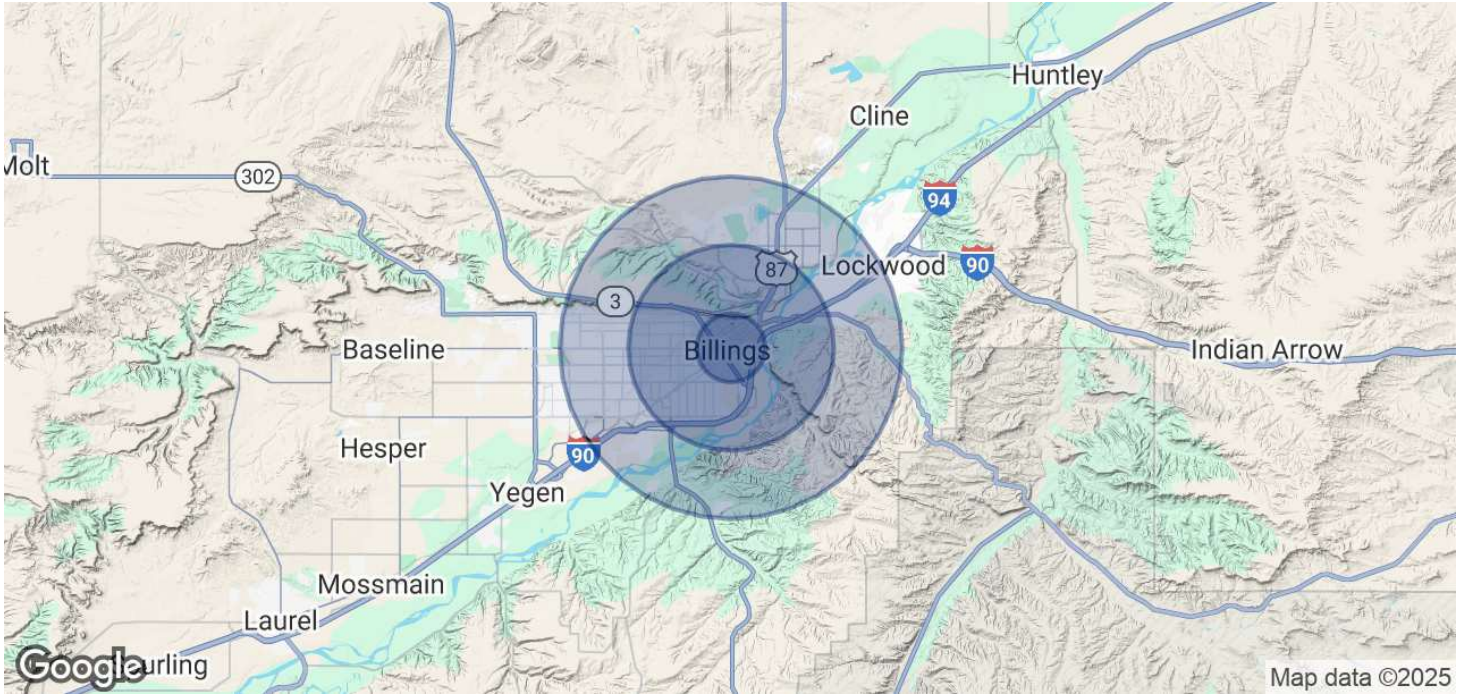 Huntley
Cline
Molt
302
94
87
Lockwood
90
3
Baseline
Billings
Indian Arrow
Hesper
90
Yegen
Mossmain
Laurel
Google
Map data ©2025